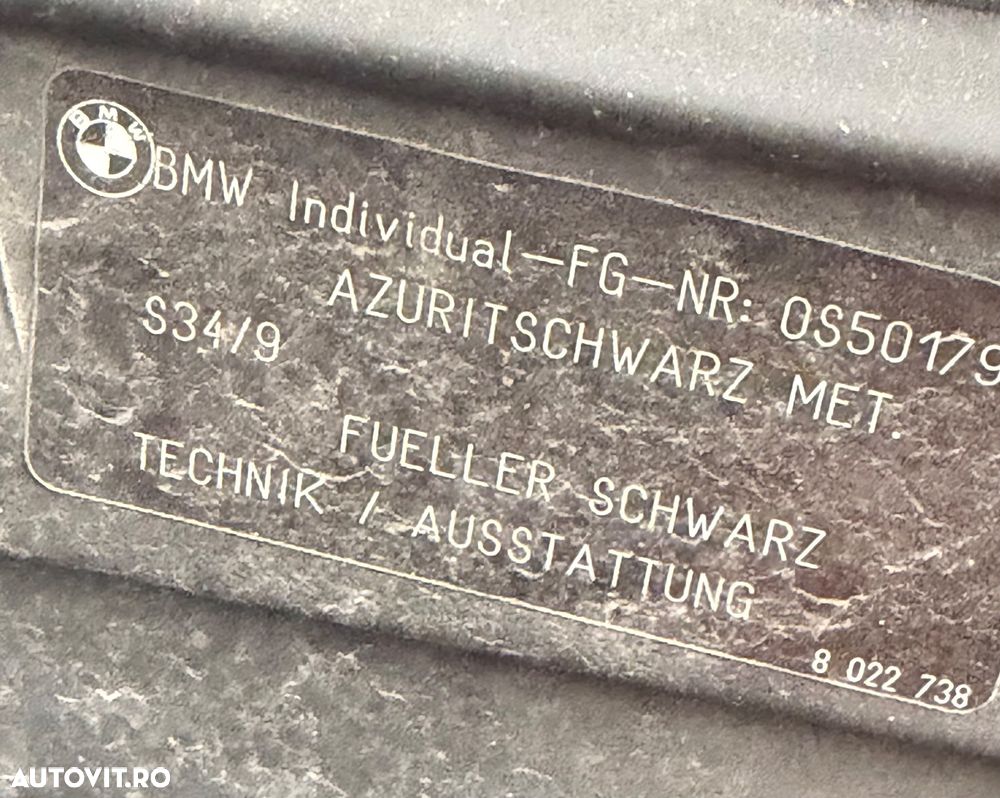 BMW
BMW Individual-FG-NR: 0S50179
S34/9 AZURITSCHWARZ MET.
FUELLER SCHWARZ
TECHNIK / AUSSTATTUNG
8 022 738
AUTOVIT.RO